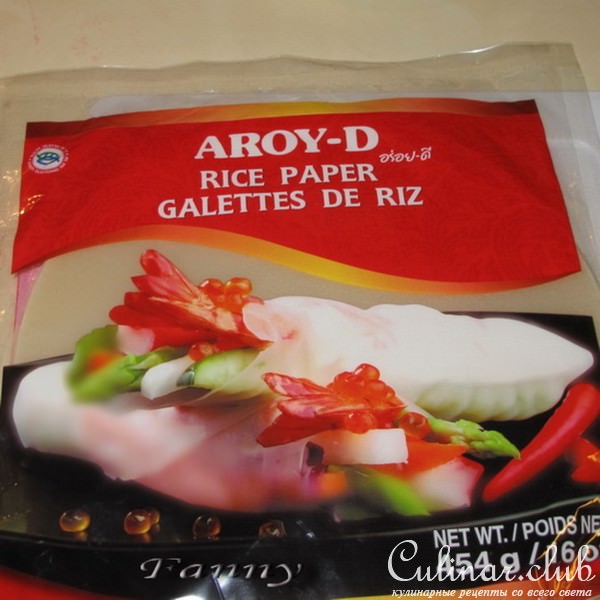 AROY-D
อร่อย-ดี
RICE PAPER
GALETTES DE RIZ
NET WT. / POIDS NE
454 g / 16 o
Fanny
Culinar.club
кулинарные рецепты со всего света